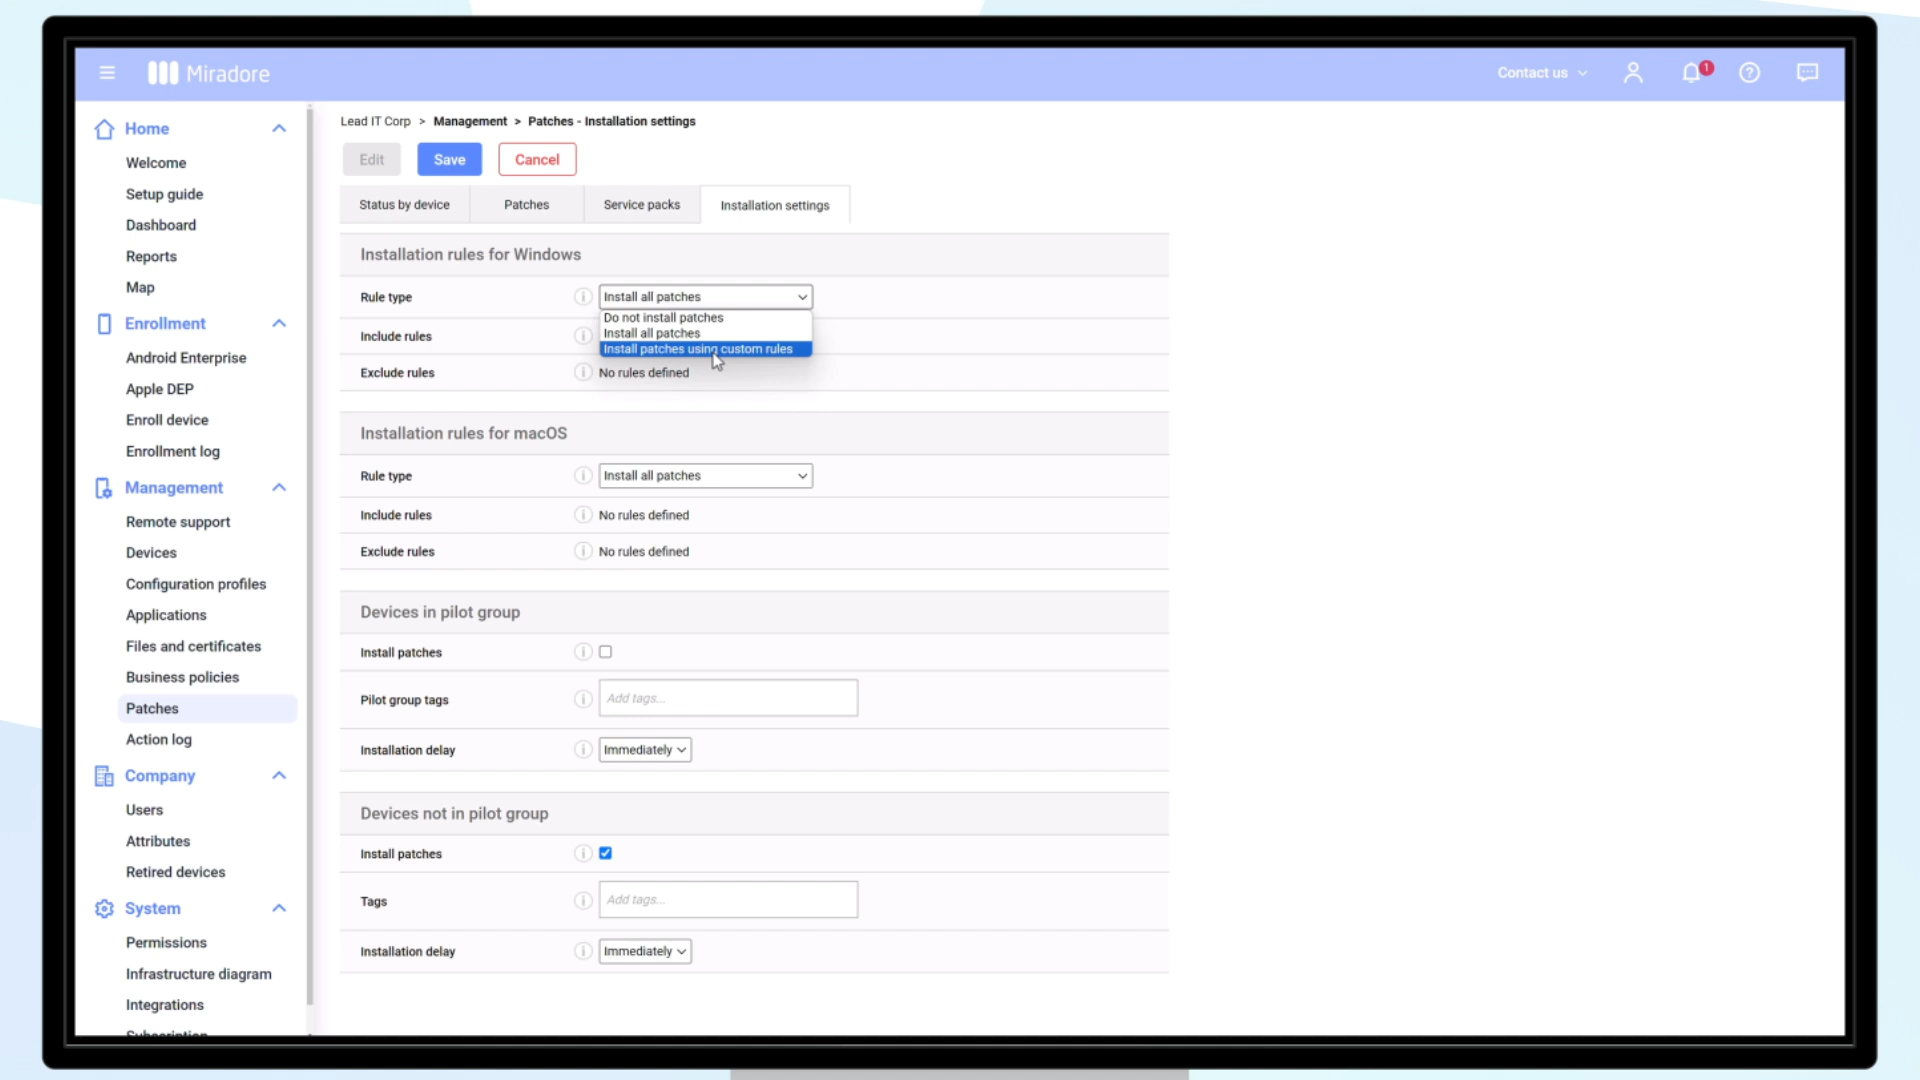 Miradore
Contact us
1
Home
Welcome
Setup guide
Dashboard
Reports
Map
Enrollment
Android Enterprise
Apple DEP
Enroll device
Enrollment log
Management
Remote support
Devices
Configuration profiles
Applications
Files and certificates
Business policies
Patches
Action log
Company
Users
Attributes
Retired devices
System
Permissions
Infrastructure diagram
Integrations
Subscription
Lead IT Corp > Management > Patches - Installation settings
Edit Save Cancel
Status by device Patches Service packs Installation settings
Installation rules for Windows
Rule type Install all patches
Do not install patches
Install all patches
Install patches using custom rules
Include rules
Exclude rules No rules defined
Installation rules for macOS
Rule type Install all patches
Include rules No rules defined
Exclude rules No rules defined
Devices in pilot group
Install patches
Pilot group tags Add tags...
Installation delay Immediately
Devices not in pilot group
Install patches
Tags Add tags...
Installation delay Immediately